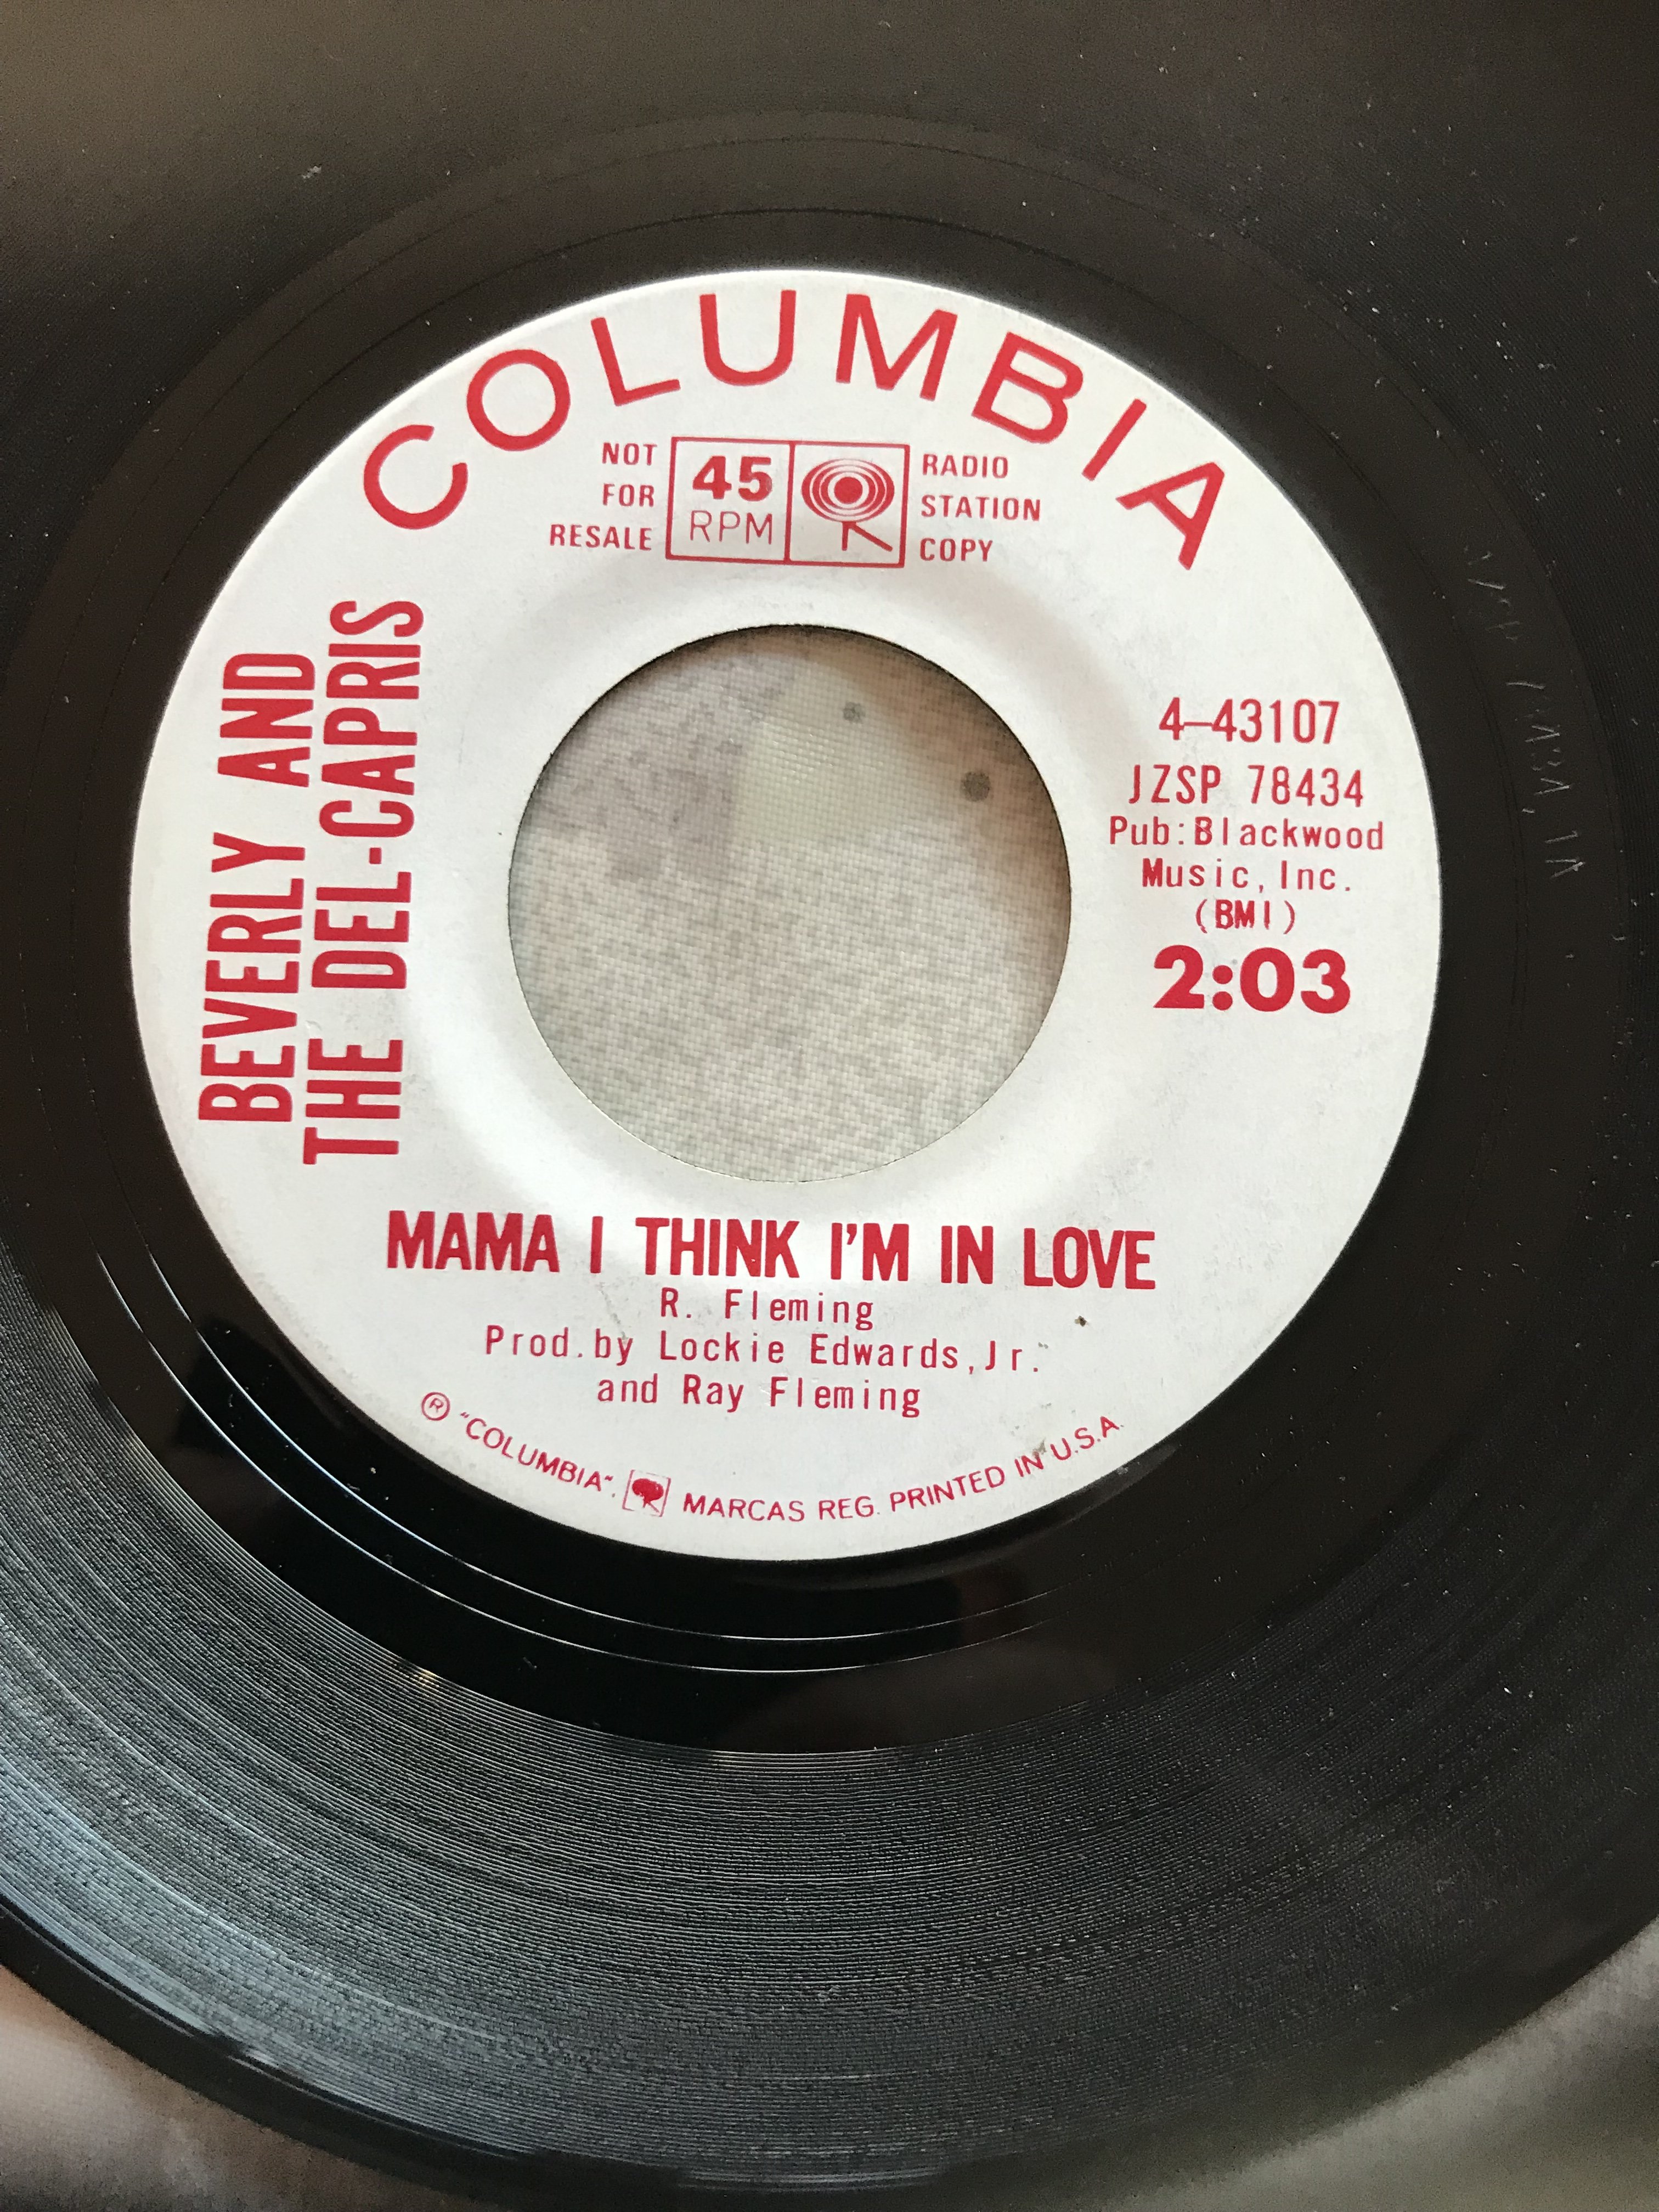 COLUMBIA
NOT
FOR
RESALE
45
RPM
RADIO
STATION
COPY
BEVERLY AND
THE DEL-CAPRIS
4–43107
JZSP 78434
Pub:Blackwood
Music, Inc.
(BMI)
2:03
MAMA I THINK I'M IN LOVE
R. Fleming
Prod.by Lockie Edwards,Jr.
and Ray Fleming
® "COLUMBIA", MARCAS REG. PRINTED IN U.S.A.